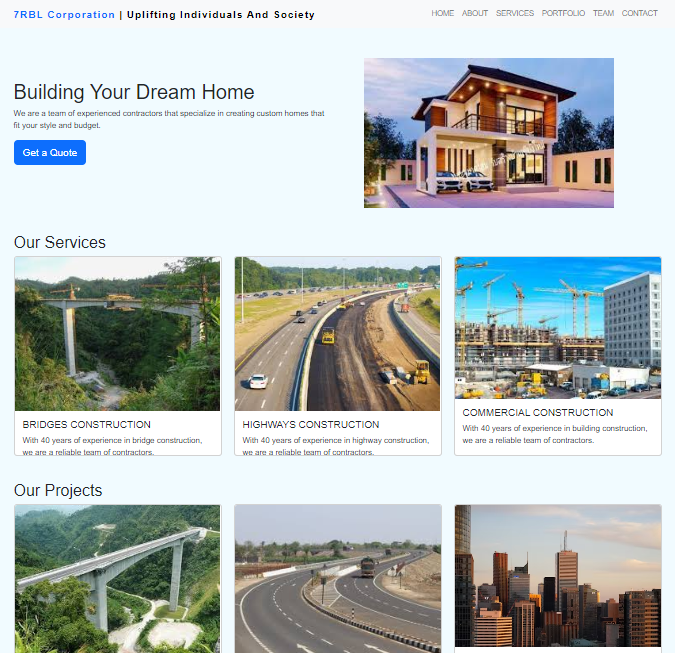 7RBL Corporation | Uplifting Individuals And Society
HOME ABOUT SERVICES PORTFOLIO TEAM CONTACT
Building Your Dream Home
We are a team of experienced contractors that specialize in creating custom homes that
fit your style and budget.
Get a Quote
Our Services
BRIDGES CONSTRUCTION
With 40 years of experience in bridge construction,
we are a reliable team of contractors.
HIGHWAYS CONSTRUCTION
With 40 years of experience in highway construction,
we are a reliable team of contractors.
COMMERCIAL CONSTRUCTION
With 40 years of experience in building construction,
we are a reliable team of contractors.
Our Projects